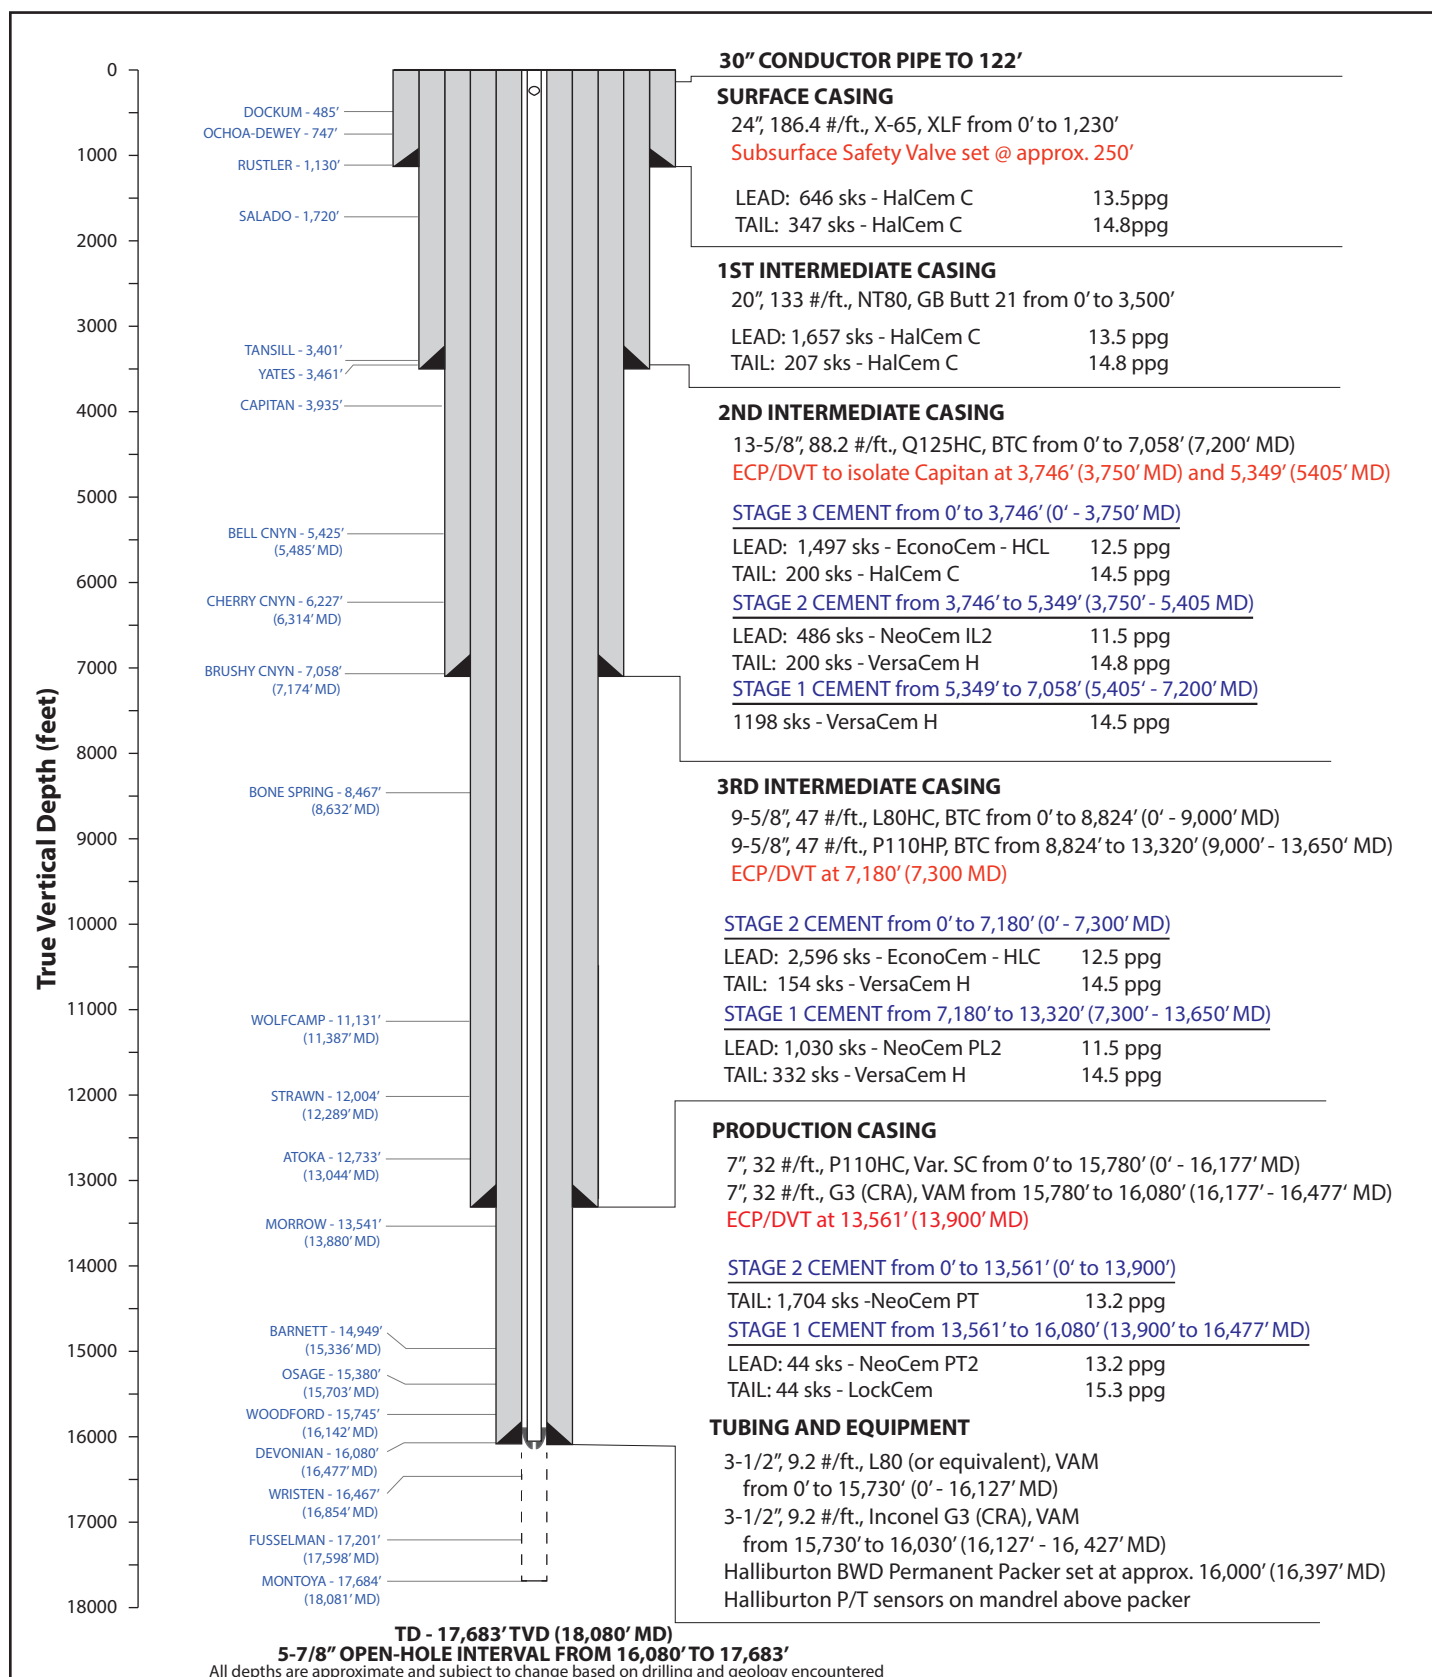 True Vertical Depth (feet)
0
1000
2000
3000
4000
5000
6000
7000
8000
9000
10000
11000
12000
13000
14000
15000
16000
17000
18000
DOCKUM - 485'
OCHOA-DEWEY - 747'
RUSTLER - 1,130'
SALADO - 1,720'
TANSILL - 3,401'
YATES - 3,461'
CAPITAN - 3,935'
BELL CNYN - 5,425'
(5,485' MD)
CHERRY CNYN - 6,227'
(6,314' MD)
BRUSHY CNYN - 7,058'
(7,174' MD)
BONE SPRING - 8,467'
(8,632' MD)
WOLFCAMP - 11,131'
(11,387' MD)
STRAWN - 12,004'
(12,289' MD)
ATOKA - 12,733'
(13,044' MD)
MORROW - 13,541'
(13,880' MD)
BARNETT - 14,949'
(15,336' MD)
OSAGE - 15,380'
(15,703' MD)
WOODFORD - 15,745'
(16,142' MD)
DEVONIAN - 16,080'
(16,477' MD)
WRISTEN - 16,467'
(16,854' MD)
FUSSELMAN - 17,201'
(17,598' MD)
MONTOYA - 17,684'
(18,081' MD)
30" CONDUCTOR PIPE TO 122'
SURFACE CASING
24", 186.4 #/ft., X-65, XLF from 0' to 1,230'
Subsurface Safety Valve set @ approx. 250'
LEAD: 646 sks - HalCem C 13.5ppg
TAIL: 347 sks - HalCem C 14.8ppg
1ST INTERMEDIATE CASING
20", 133 #/ft., NT80, GB Butt 21 from 0' to 3,500'
LEAD: 1,657 sks - HalCem C 13.5 ppg
TAIL: 207 sks - HalCem C 14.8 ppg
2ND INTERMEDIATE CASING
13-5/8", 88.2 #/ft., Q125HC, BTC from 0' to 7,058' (7,200' MD)
ECP/DVT to isolate Capitan at 3,746' (3,750' MD) and 5,349' (5405' MD)
STAGE 3 CEMENT from 0' to 3,746' (0' - 3,750' MD)
LEAD: 1,497 sks - EconoCem - HCL 12.5 ppg
TAIL: 200 sks - HalCem C 14.5 ppg
STAGE 2 CEMENT from 3,746' to 5,349' (3,750' - 5,405 MD)
LEAD: 486 sks - NeoCem IL2 11.5 ppg
TAIL: 200 sks - VersaCem H 14.8 ppg
STAGE 1 CEMENT from 5,349' to 7,058' (5,405' - 7,200' MD)
1198 sks - VersaCem H 14.5 ppg
3RD INTERMEDIATE CASING
9-5/8", 47 #/ft., L80HC, BTC from 0' to 8,824' (0' - 9,000' MD)
9-5/8", 47 #/ft., P110HP, BTC from 8,824' to 13,320' (9,000' - 13,650' MD)
ECP/DVT at 7,180' (7,300 MD)
STAGE 2 CEMENT from 0' to 7,180' (0' - 7,300' MD)
LEAD: 2,596 sks - EconoCem - HLC 12.5 ppg
TAIL: 154 sks - VersaCem H 14.5 ppg
STAGE 1 CEMENT from 7,180' to 13,320' (7,300' - 13,650' MD)
LEAD: 1,030 sks - NeoCem PL2 11.5 ppg
TAIL: 332 sks - VersaCem H 14.5 ppg
PRODUCTION CASING
7", 32 #/ft., P110HC, Var. SC from 0' to 15,780' (0' - 16,177' MD)
7", 32 #/ft., G3 (CRA), VAM from 15,780' to 16,080' (16,177' - 16,477' MD)
ECP/DVT at 13,561' (13,900' MD)
STAGE 2 CEMENT from 0' to 13,561' (0' to 13,900')
TAIL: 1,704 sks -NeoCem PT 13.2 ppg
STAGE 1 CEMENT from 13,561' to 16,080' (13,900' to 16,477' MD)
LEAD: 44 sks - NeoCem PT2 13.2 ppg
TAIL: 44 sks - LockCem 15.3 ppg
TUBING AND EQUIPMENT
3-1/2", 9.2 #/ft., L80 (or equivalent), VAM
from 0' to 15,730' (0' - 16,127' MD)
3-1/2", 9.2 #/ft., Inconel G3 (CRA), VAM
from 15,730' to 16,030' (16,127' - 16, 427' MD)
Halliburton BWD Permanent Packer set at approx. 16,000' (16,397' MD)
Halliburton P/T sensors on mandrel above packer
TD - 17,683' TVD (18,080' MD)
5-7/8" OPEN-HOLE INTERVAL FROM 16,080' TO 17,683'
All depths are approximate and subject to change based on drilling and geology encountered